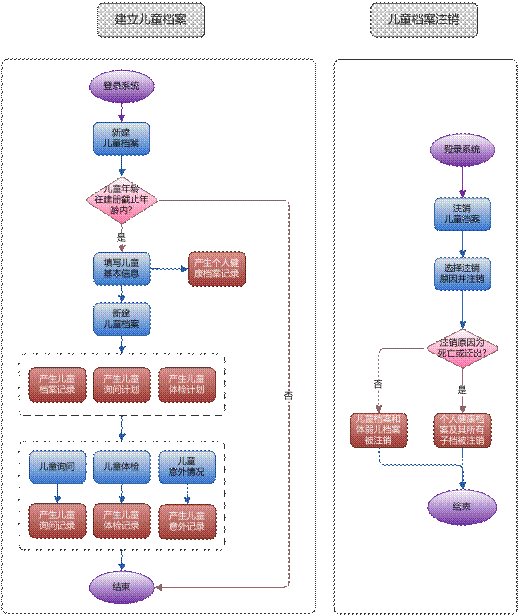 建立儿童档案
登录系统
新建
儿童档案
儿童年龄
在建册截止年
龄内?
是
填写儿童
基本信息
产生个人健
康档案记录
新建
儿童档案
产生儿童
档案记录
产生儿童
询问计划
产生儿童
体检计划
否
儿童询问
儿童体检
儿童
意外情况
产生儿童
询问记录
产生儿童
体检记录
产生儿童
意外记录
结束
儿童档案注销
登录系统
注销
儿童档案
选择注销
原因并注销
注销原因为
死亡或迁出?
否
是
儿童档案和
体弱儿档案
被注销
个人健康档
案及其所有
子档被注销
结束